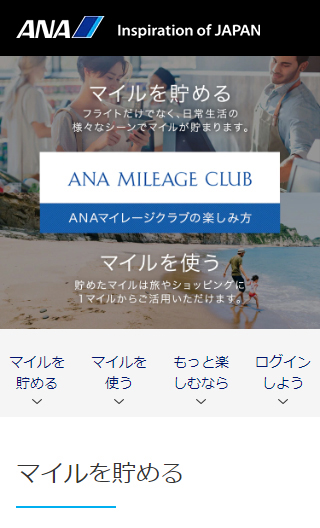 ANA Inspiration of JAPAN
マイルを貯める
フライトだけでなく、日常生活の
様々なシーンでマイルが貯まります。
ANA MILEAGE CLUB
ANAマイレージクラブの楽しみ方
マイルを使う
貯めたマイルは旅やショッピングに
1マイルからご活用いただけます。
マイルを
貯める
マイルを
使う
もっと楽
しむなら
ログイン
しよう
マイルを貯める